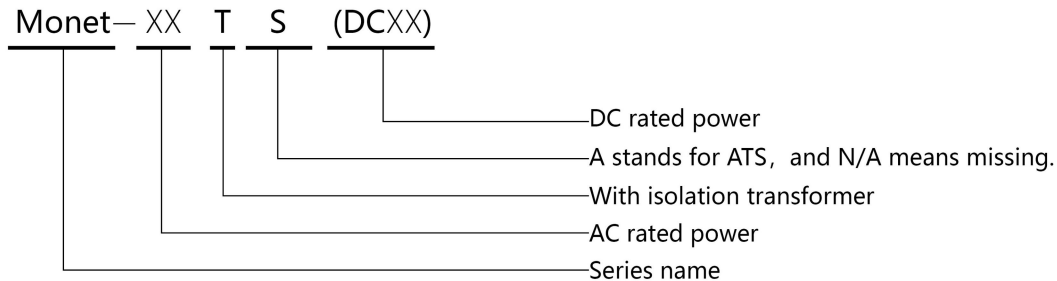 Monet—XX T S (DCXX)
DC rated power
A stands for ATS，and N/A means missing.
With isolation transformer
AC rated power
Series name